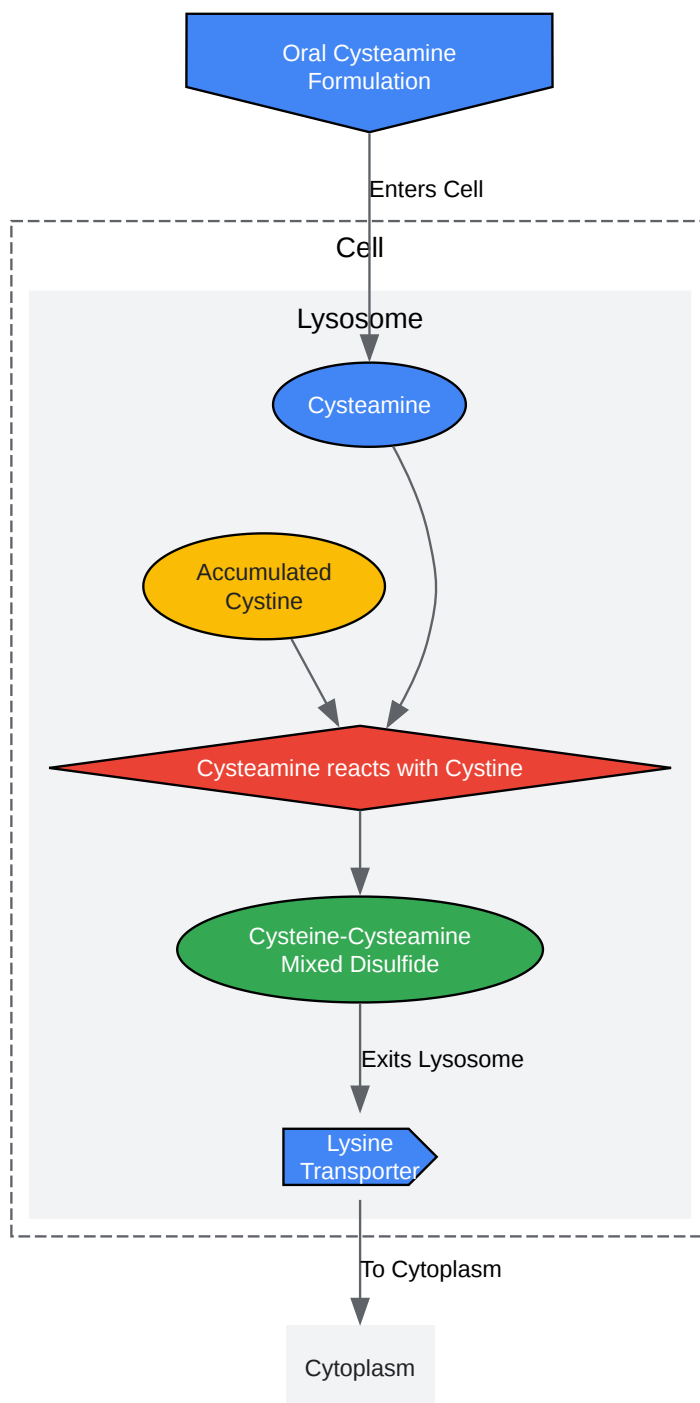 Oral Cysteamine
Formulation
Enters Cell
Cell
Lysosome
Cysteamine
Accumulated
Cystine
Cysteamine reacts with Cystine
Cysteine-Cysteamine
Mixed Disulfide
Exits Lysosome
Lysine
Transporter
To Cytoplasm
Cytoplasm